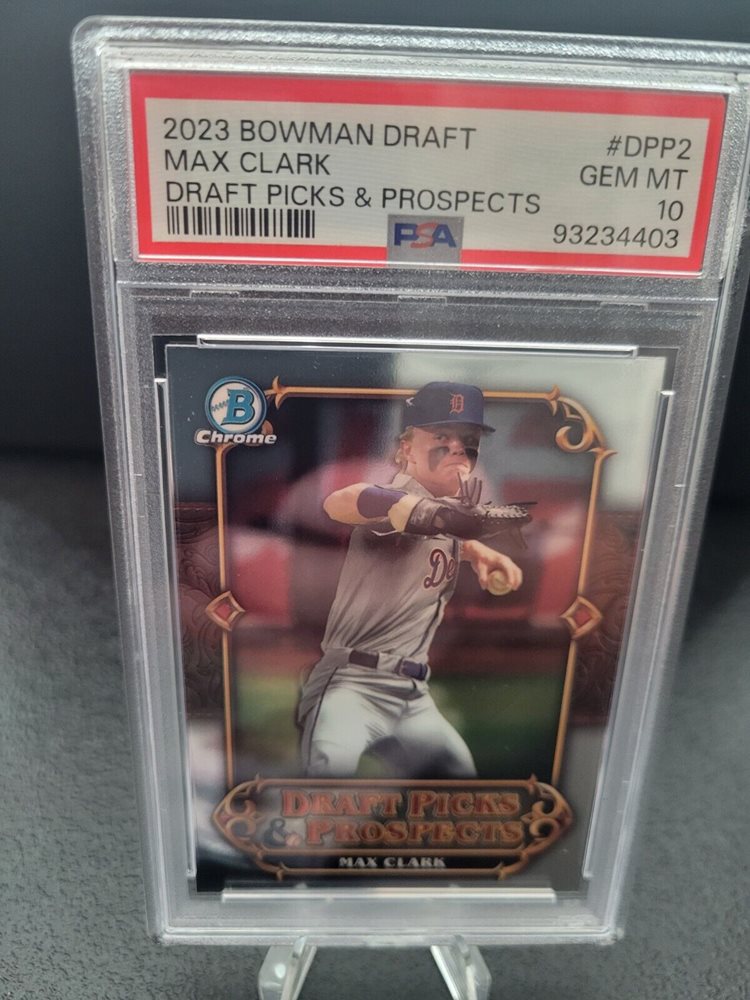 2023 BOWMAN DRAFT #DPP2
MAX CLARK GEM MT
DRAFT PICKS & PROSPECTS 10
PSA 93234403
B
Chrome
D
De
DRAFT PICKS
& PROSPECTS
MAX CLARK